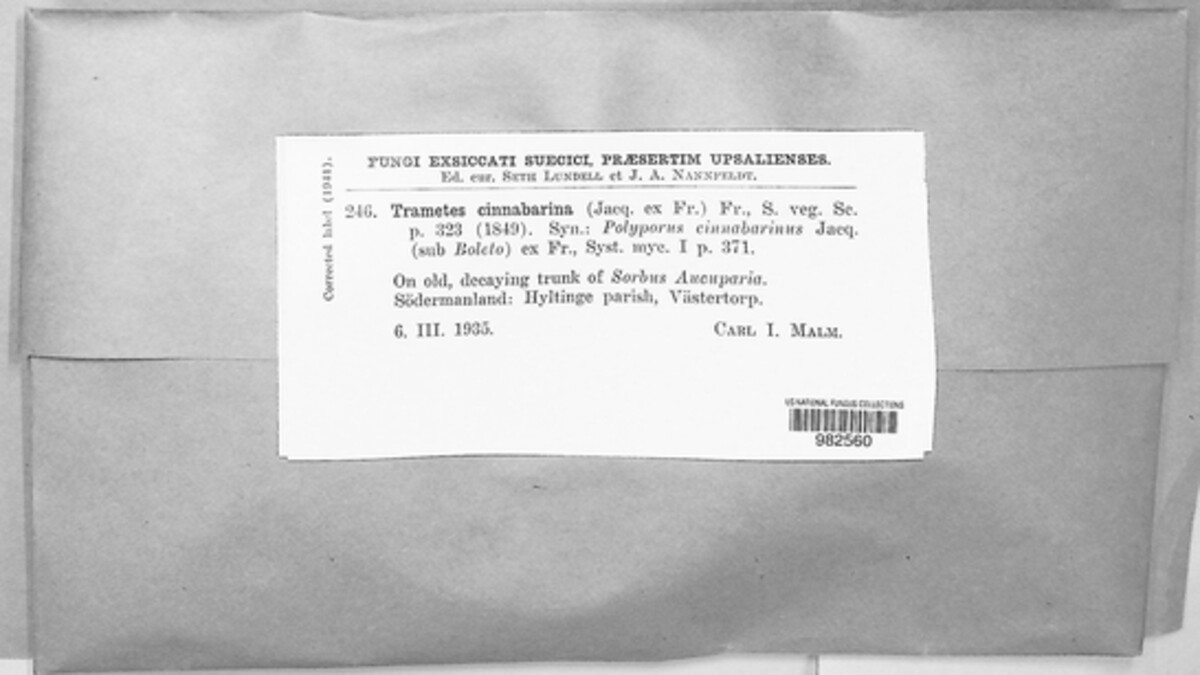 Corrected label (1941).
FUNGI EXSICCATI SUECICI, PRÆSERTIM UPSALIENSES.
Ed. cur. SETH LUNDELL et J. A. NANNFELDT.
246. Trametes cinnabarina (Jacq. ex Fr.) Fr., S. veg. Sc.
p. 323 (1849). Syn.: Polyporus cinnabarinus Jacq.
(sub Boleto) ex Fr., Syst. myc. I p. 371.
On old, decaying trunk of Sorbus Aucuparia.
Södermanland: Hyltinge parish, Västertorp.
6. III. 1935. CARL I. MALM.
US NATIONAL FUNGUS COLLECTIONS
982560